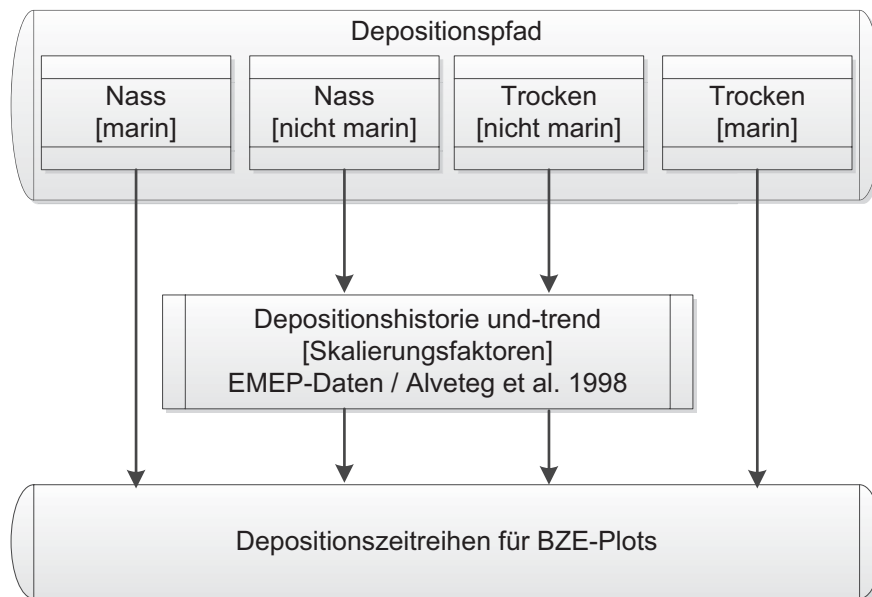 Depositionspfad
Nass
[marin]
Nass
[nicht marin]
Trocken
[nicht marin]
Trocken
[marin]
Depositionshistorie und-trend
[Skalierungsfaktoren]
EMEP-Daten / Alveteg et al. 1998
Depositionszeitreihen für BZE-Plots